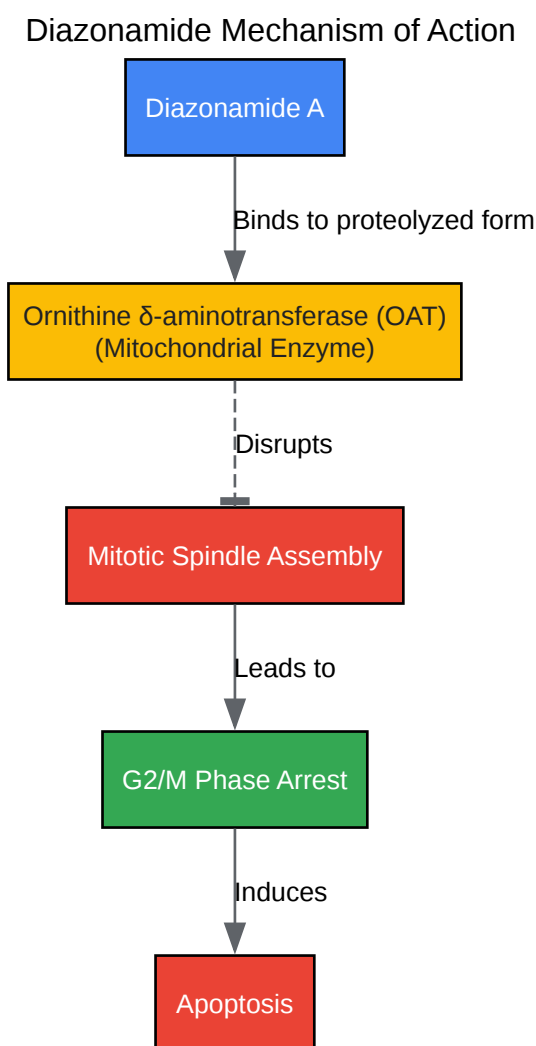 Diazonamide Mechanism of Action
Diazonamide A
Binds to proteolyzed form
Ornithine δ-aminotransferase (OAT)
(Mitochondrial Enzyme)
Disrupts
Mitotic Spindle Assembly
Leads to
G2/M Phase Arrest
Induces
Apoptosis